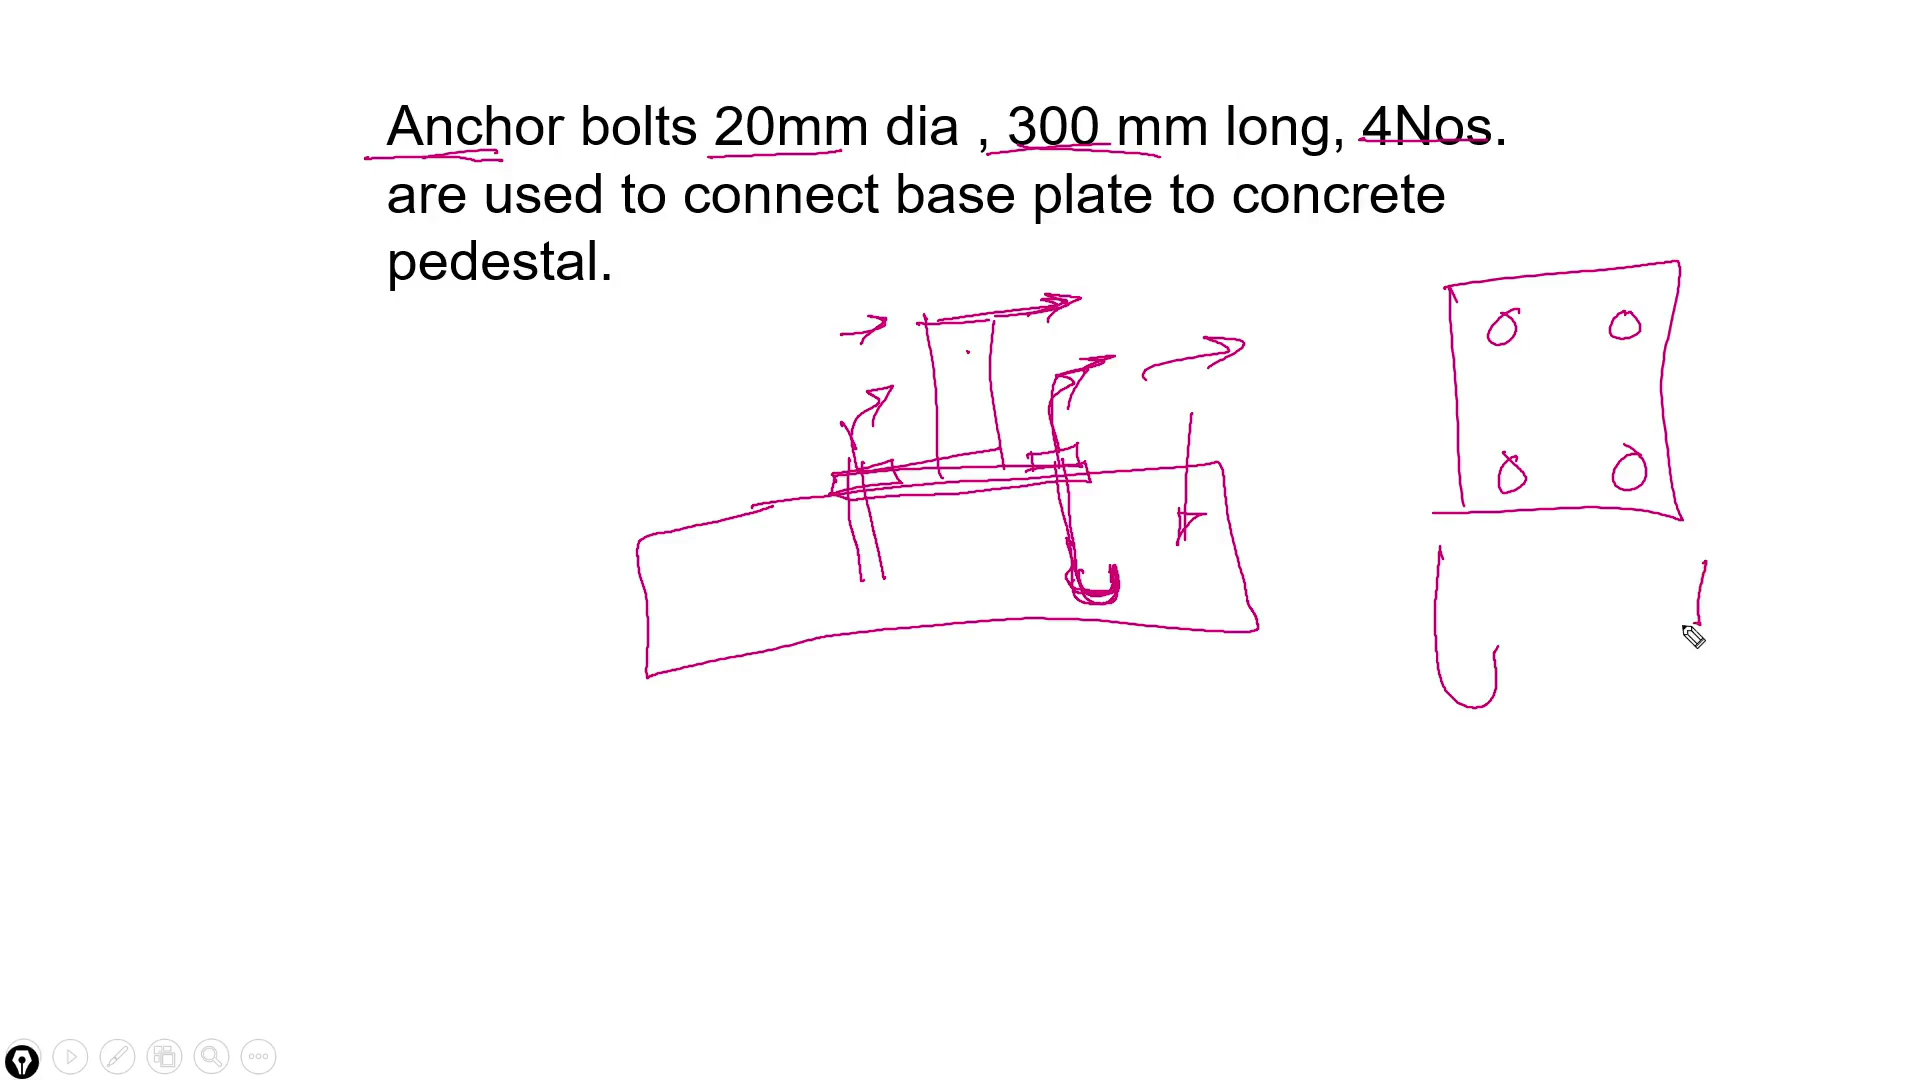 Anchor bolts 20mm dia , 300 mm long, 4Nos.
are used to connect base plate to concrete
pedestal.